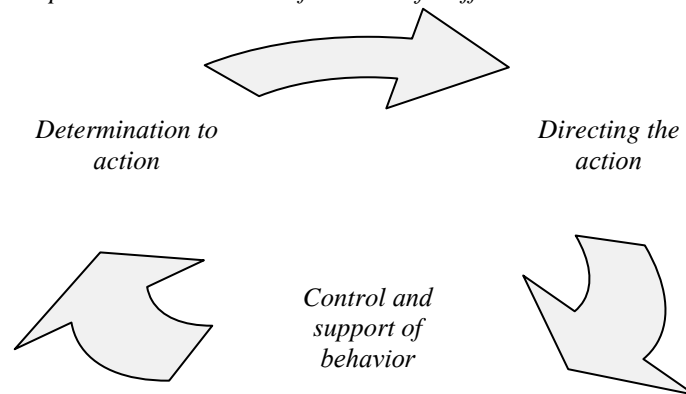 Determination to
action
Directing the
action
Control and
support of
behavior